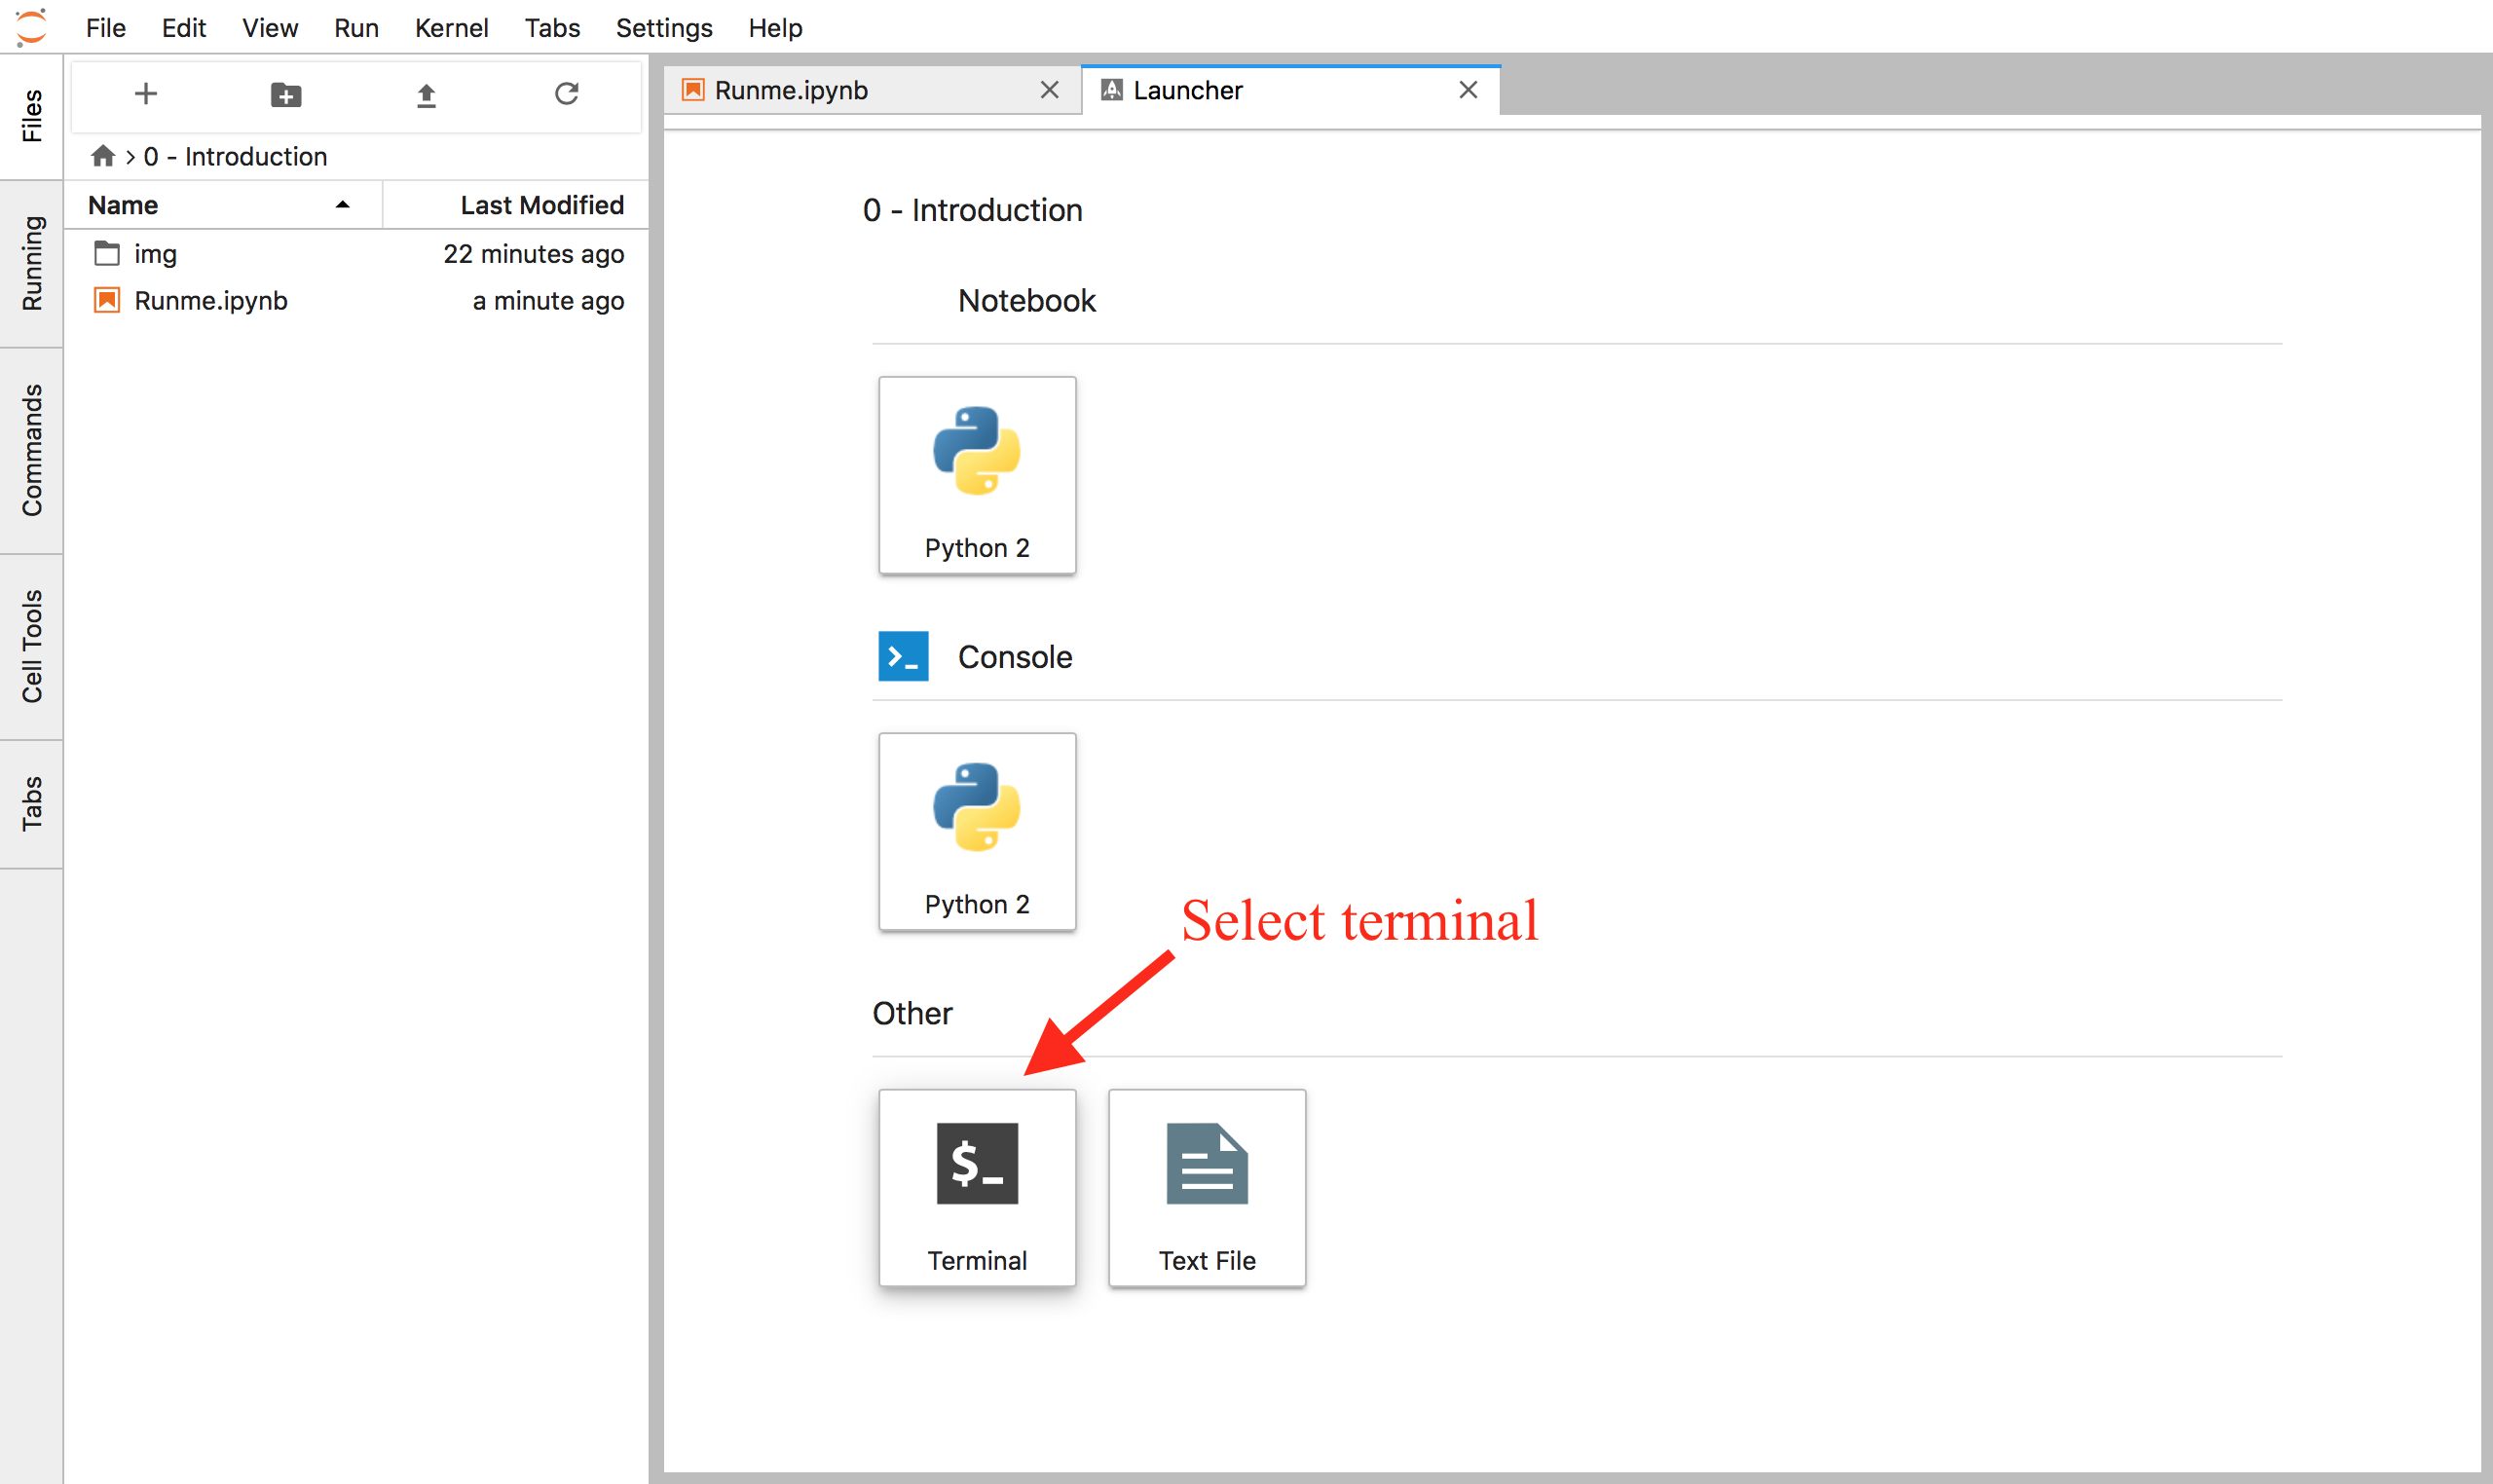 File Edit View Run Kernel Tabs Settings Help
Files
Running
Commands
Cell Tools
Tabs
0 - Introduction
Name Last Modified
img 22 minutes ago
Runme.ipynb a minute ago
Runme.ipynb Launcher
0 - Introduction
Notebook
Python 2
>_ Console
Python 2
Select terminal
Other
$_
Terminal Text File